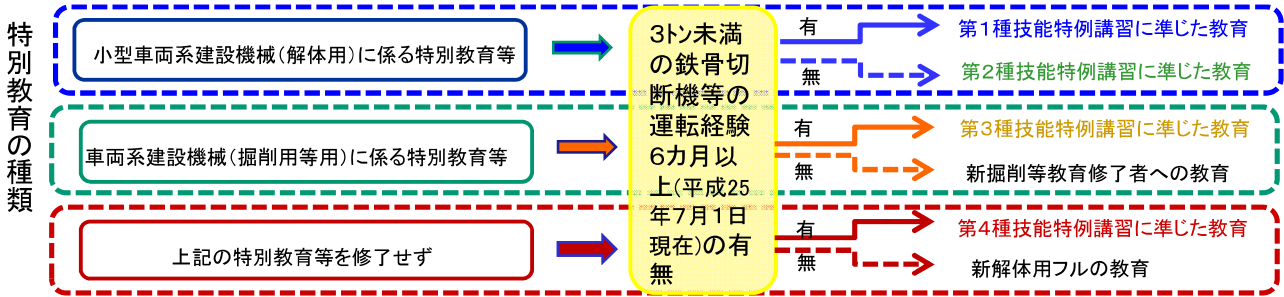 特別教育の種類
小型車両系建設機械（解体用）に係る特別教育等
車両系建設機械（掘削用等用）に係る特別教育等
上記の特別教育等を修了せず
３トン未満
の鉄骨切
断機等の
運転経験
６カ月以
上（平成25
年７月１日
現在）の有
無
有
第１種技能特例講習に準じた教育
無
第２種技能特例講習に準じた教育
有
第３種技能特例講習に準じた教育
無
新掘削等教育修了者への教育
有
第４種技能特例講習に準じた教育
無
新解体用フルの教育